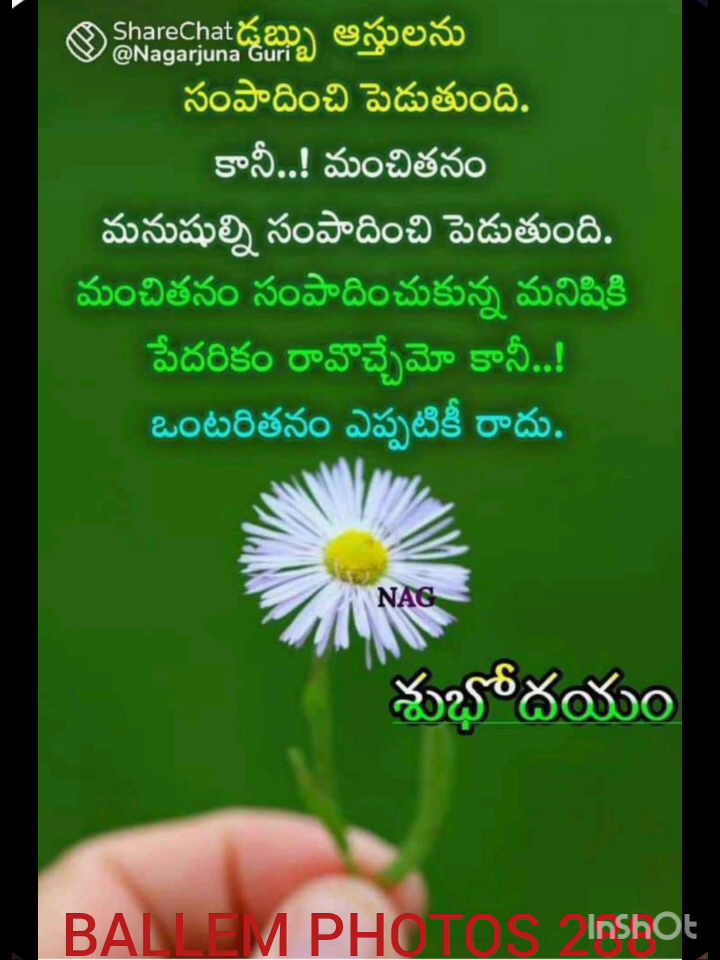 ShareChat
@Nagarjuna Guri
డబ్బు ఆస్తులను
సంపాదించి పెడుతుంది.
కానీ..! మంచితనం
మనుషుల్ని సంపాదించి పెడుతుంది.
మంచితనం సంపాదించుకున్న మనిషికి
పేదరికం రావొచ్చేమో కానీ..!
ఒంటరితనం ఎప్పటికీ రాదు.
NAG
శుభోదయం
BALLEM PHOTOS 288
InShOt